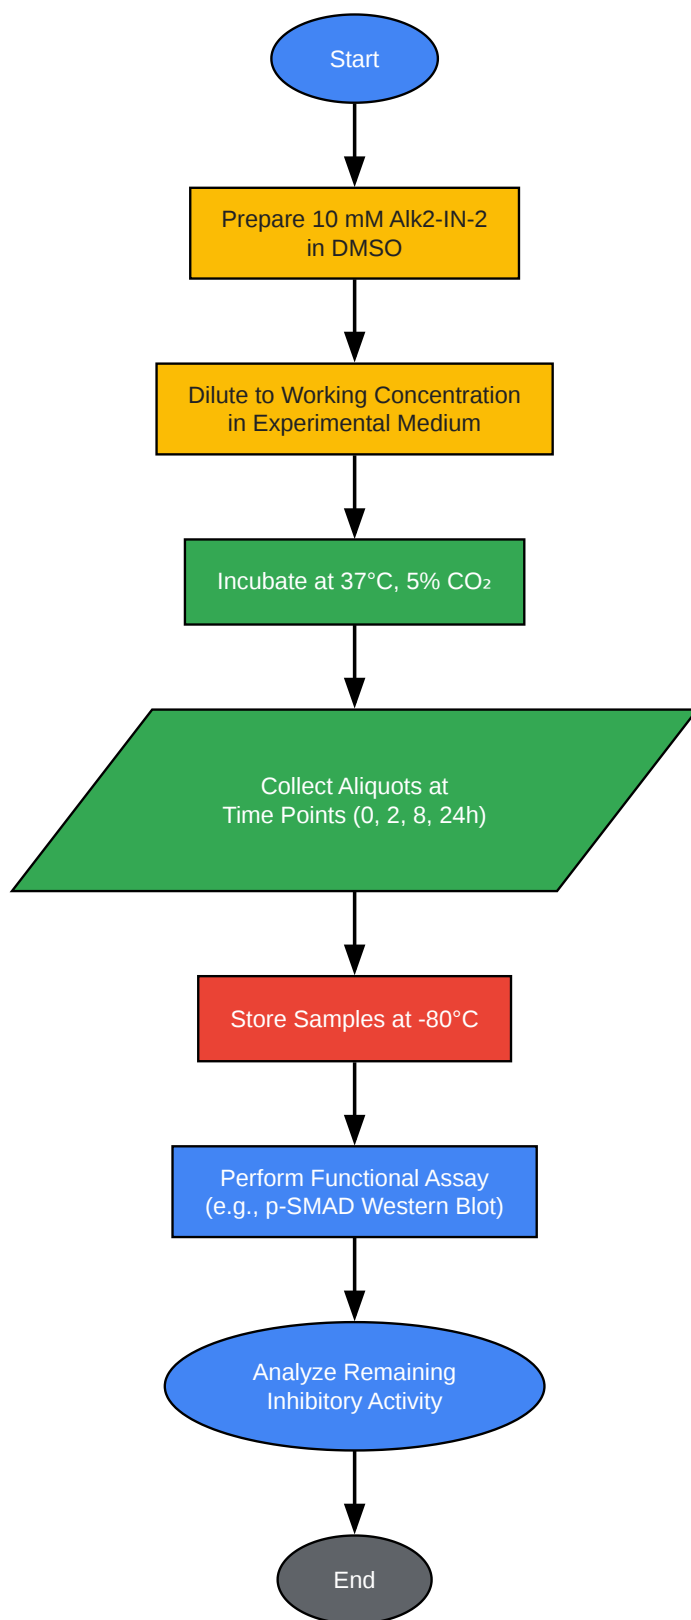 Start
Prepare 10 mM Alk2-IN-2
in DMSO
Dilute to Working Concentration
in Experimental Medium
Incubate at 37°C, 5% CO₂
Collect Aliquots at
Time Points (0, 2, 8, 24h)
Store Samples at -80°C
Perform Functional Assay
(e.g., p-SMAD Western Blot)
Analyze Remaining
Inhibitory Activity
End